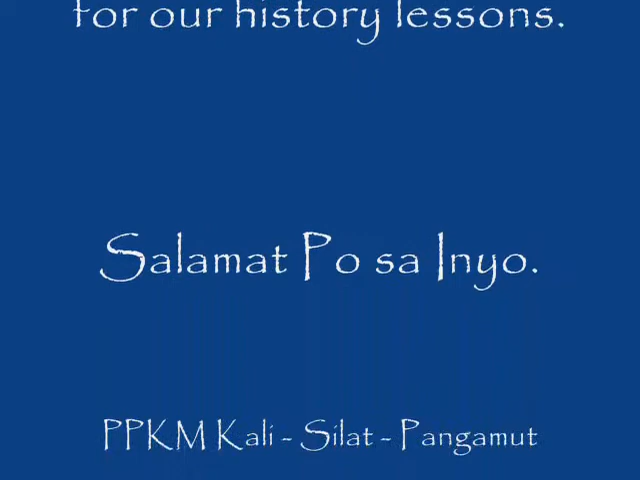 for our history lessons.
Salamat Po sa Inyo.
PPKM Kali - Silat - Pangamut